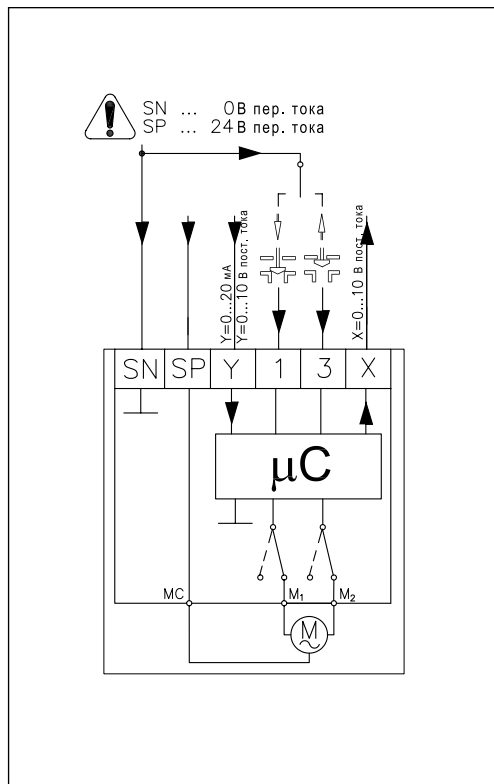 SN ... 0 В пер. тока
SP ... 24 В пер. тока
Y=0...20 мА
Y=0...10 В пост. тока
X=0...10 В пост. тока
SN SP Y 1 3 X
µC
MC M₁ M₂
M